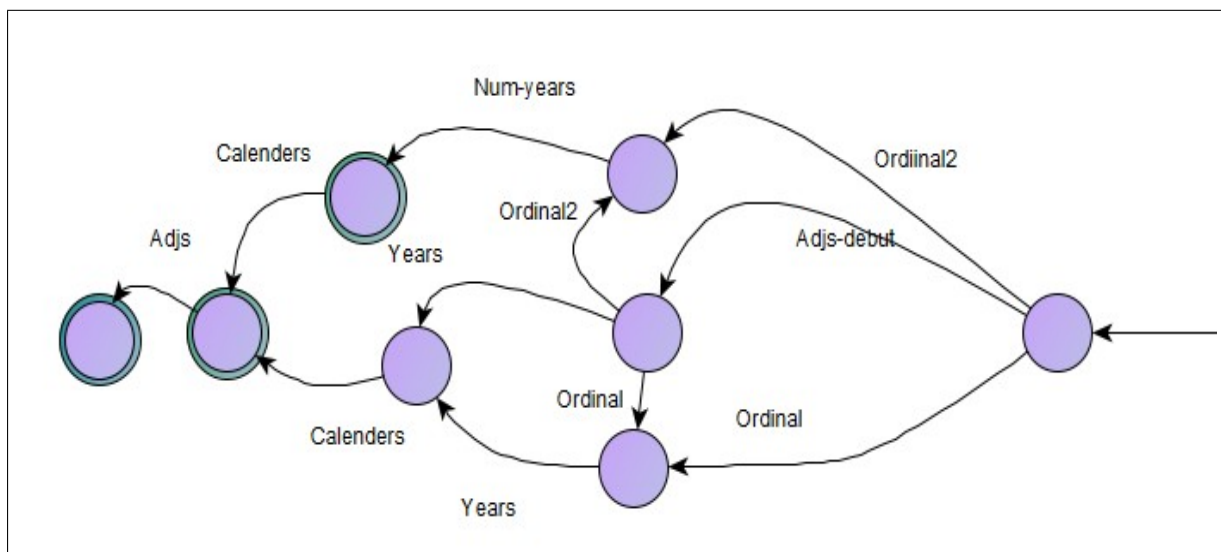 Num-years
Calenders
Ordiinal2
Ordinal2
Adjs
Years
Adjs-debut
Ordinal
Ordinal
Calenders
Years